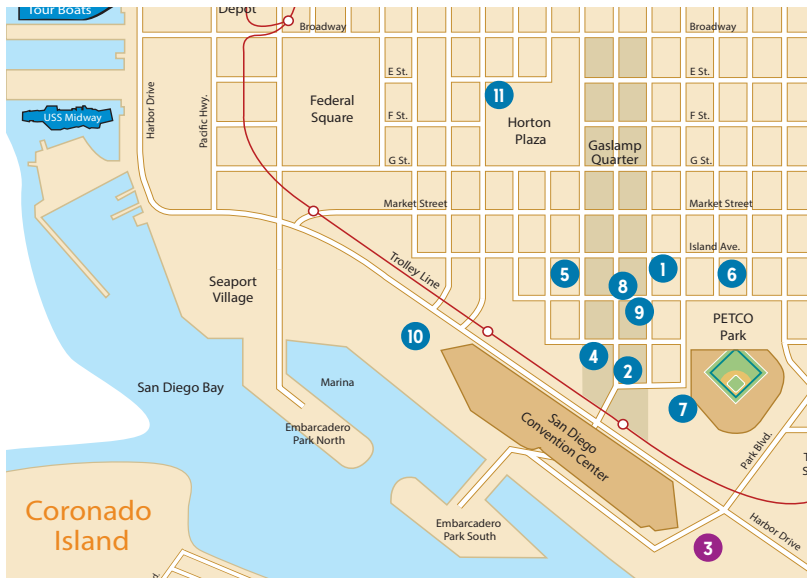 Tour Boats
Depot
Broadway
Broadway
E St.
E St.
11
Harbor Drive
Pacific Hwy.
Federal
Square
USS Midway
F St.
Horton
Plaza
F St.
Gaslamp
Quarter
G St.
G St.
Market Street
Market Street
Island Ave.
Trolley Line
5
1
6
8
Seaport
Village
9
10
PETCO
Park
4
2
San Diego Bay
Marina
7
Embarcadero
Park North
San Diego
Convention Center
Park Blvd.
Coronado
Island
Embarcadero
Park South
Harbor Drive
3